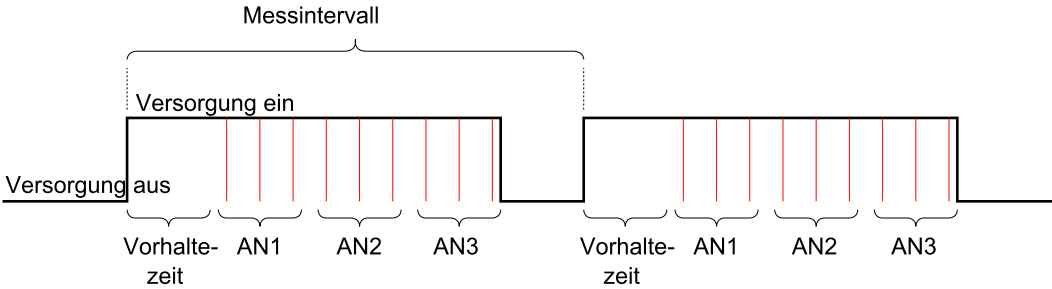 Messintervall
Versorgung ein
Versorgung aus
Vorhalte-
zeit
AN1
AN2
AN3
Vorhalte-
zeit
AN1
AN2
AN3